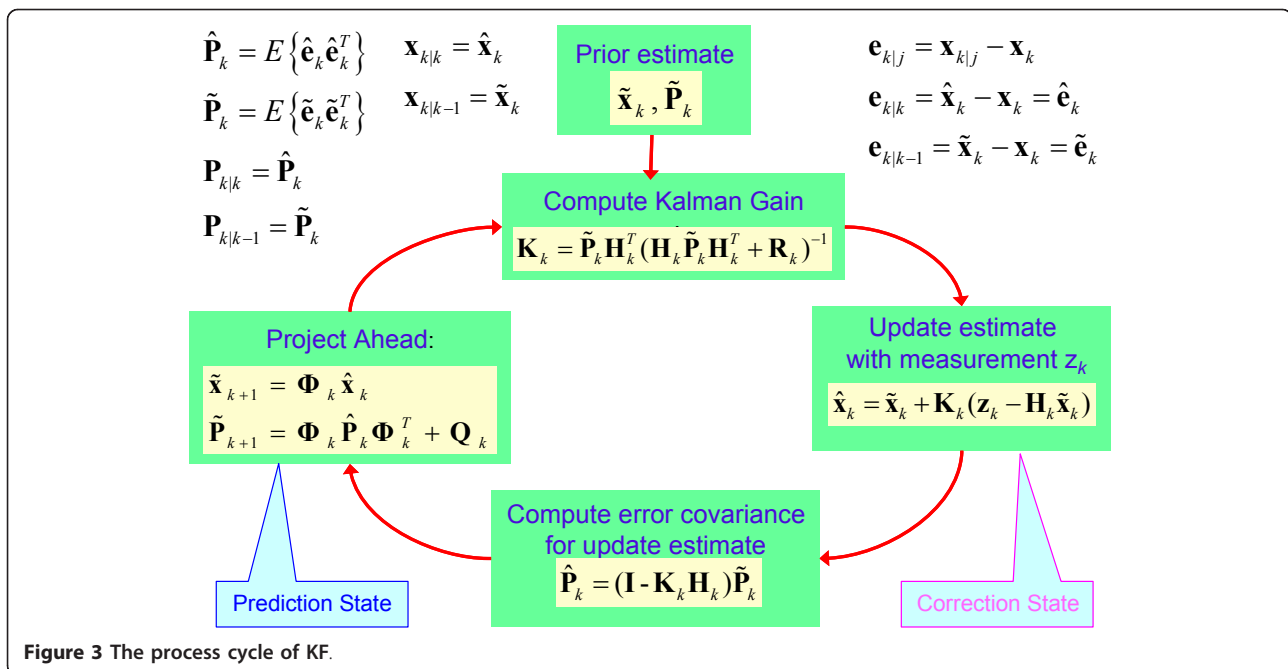 P̂_k = E{ê_k ê_k^T}
P̃_k = E{ẽ_k ẽ_k^T}
P_{k|k} = P̂_k
P_{k|k−1} = P̃_k
x_{k|k} = x̂_k
x_{k|k−1} = x̃_k
Prior estimate
x̃_k , P̃_k
e_{k|j} = x_{k|j} − x_k
e_{k|k} = x̂_k − x_k = ê_k
e_{k|k−1} = x̃_k − x_k = ẽ_k
Compute Kalman Gain
K_k = P̃_k H_k^T (H_k P̃_k H_k^T + R_k)^{−1}
Update estimate
with measurement z_k
x̂_k = x̃_k + K_k(z_k − H_k x̃_k)
Compute error covariance
for update estimate
P̂_k = (I - K_k H_k)P̃_k
Project Ahead:
x̃_{k+1} = Φ_k x̂_k
P̃_{k+1} = Φ_k P̂_k Φ_k^T + Q_k
Prediction State
Correction State
Figure 3 The process cycle of KF.